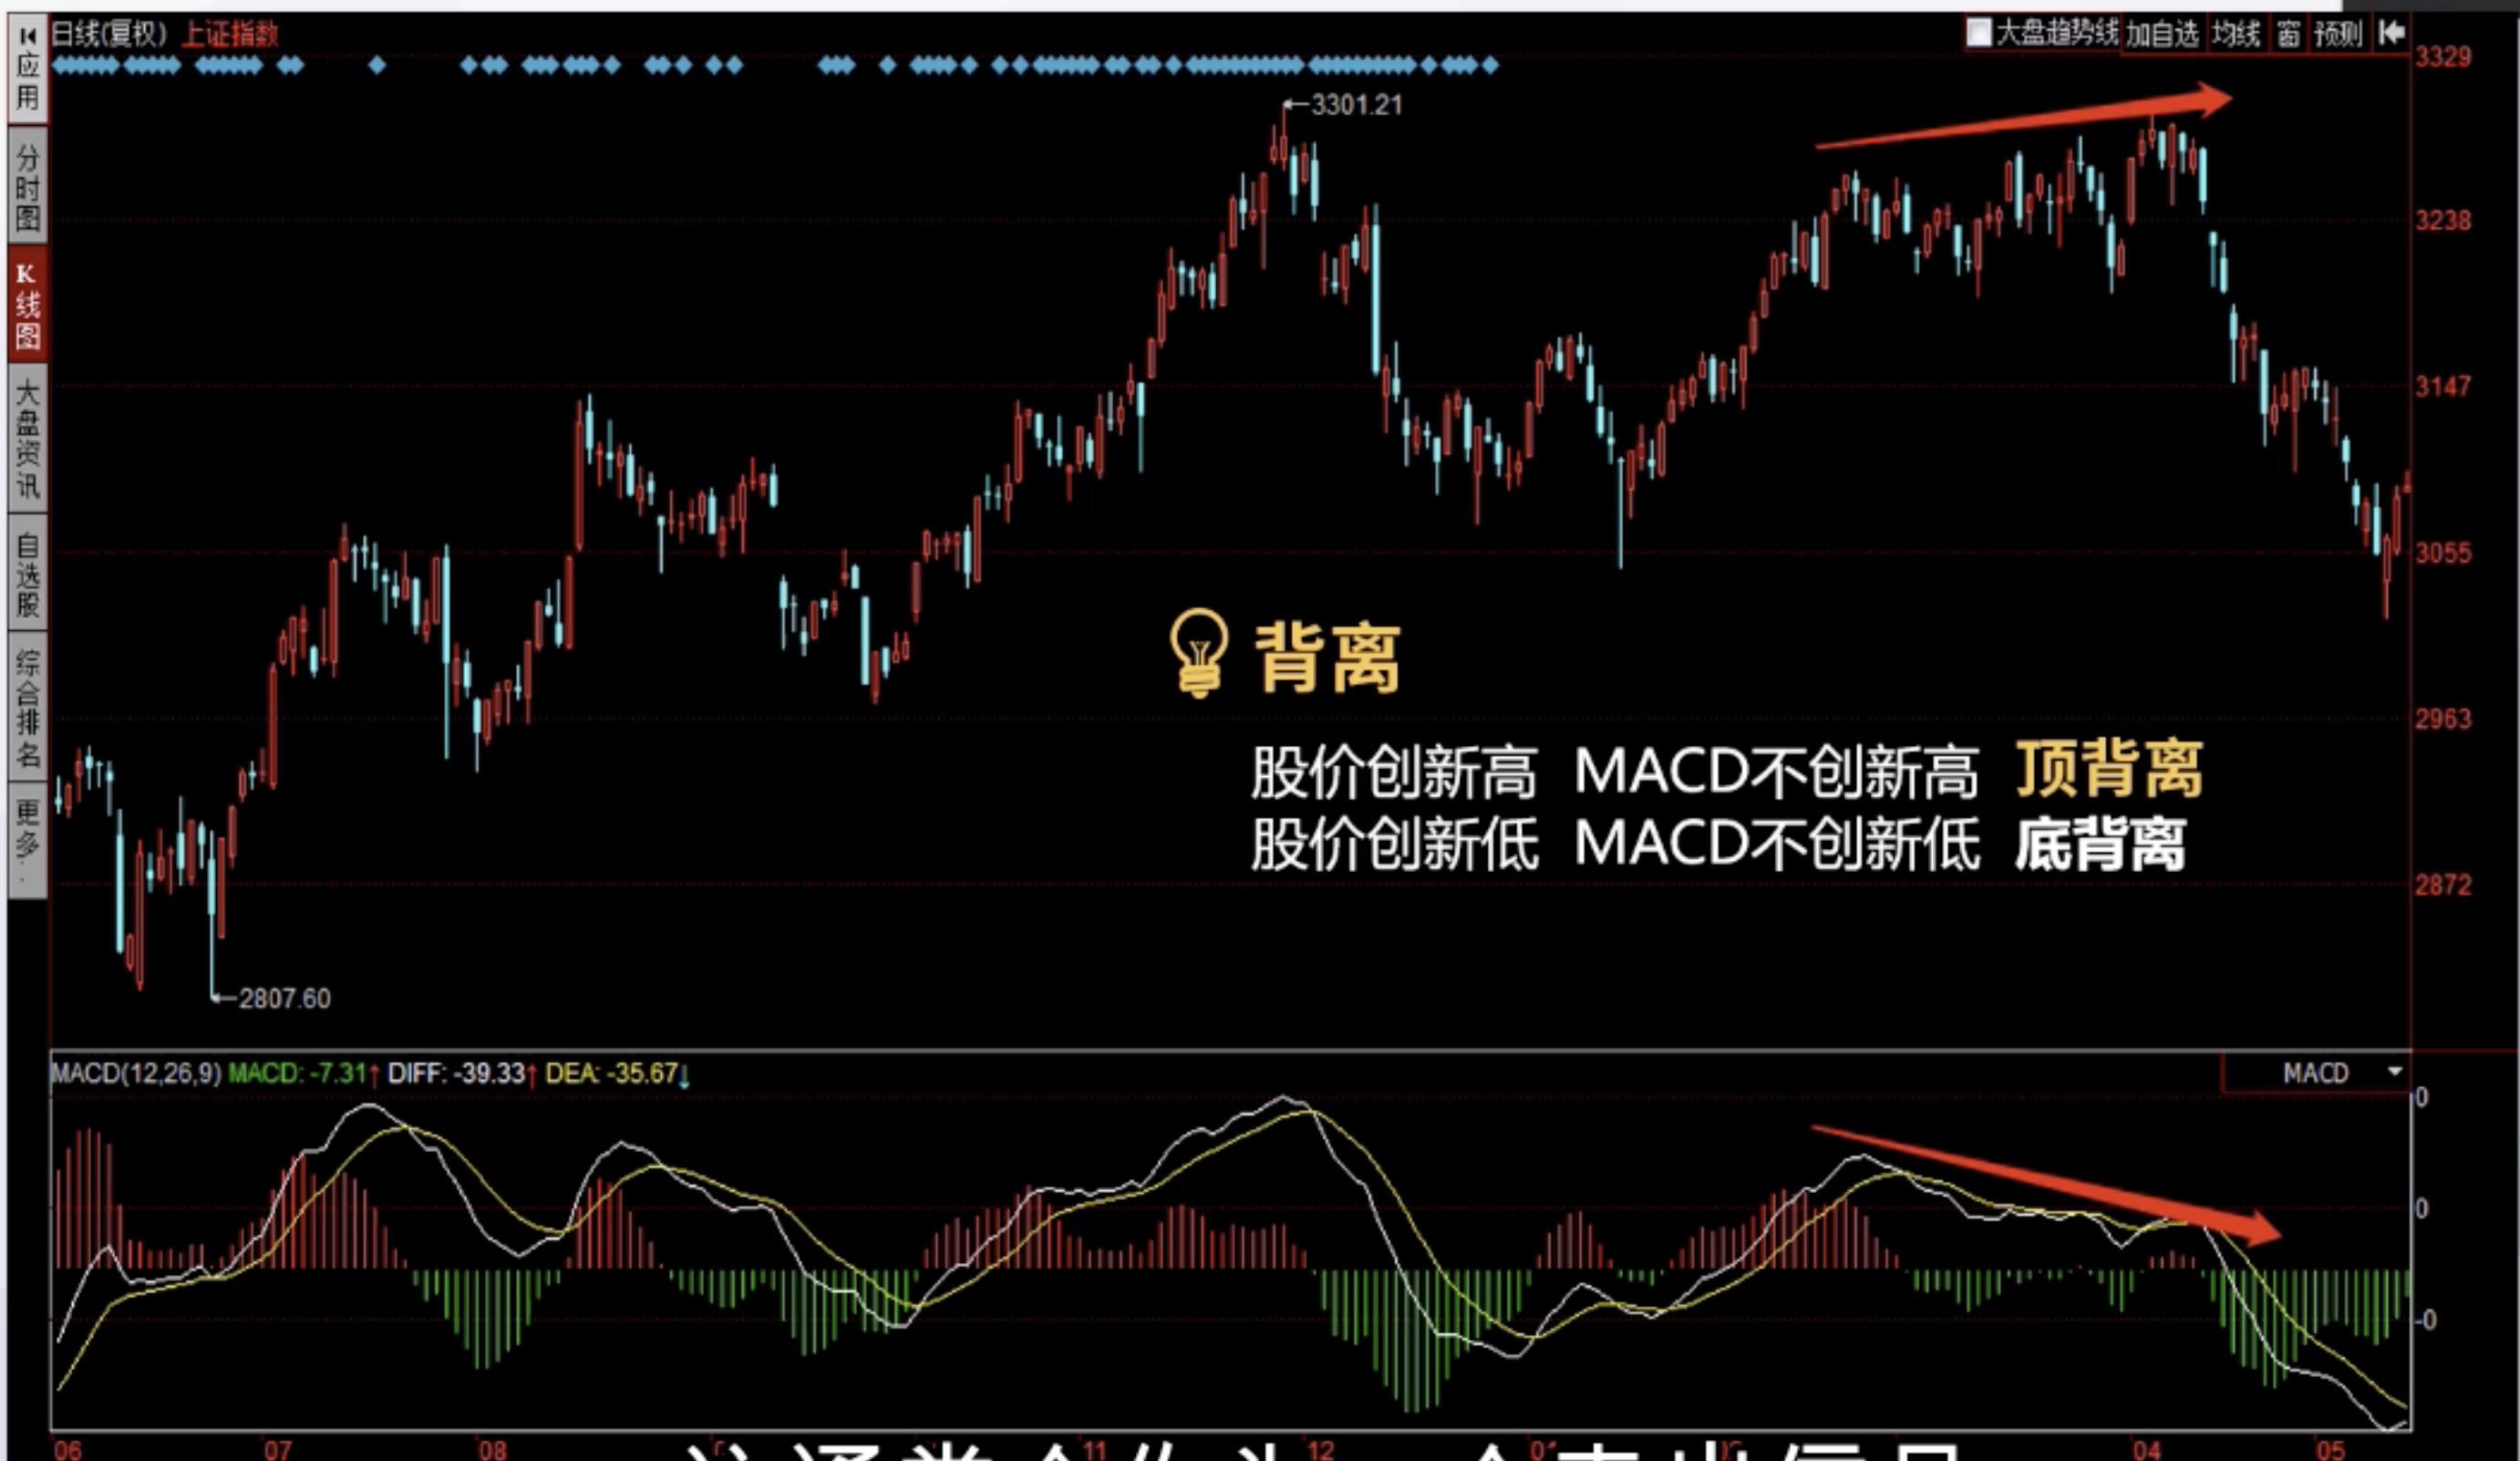 日线(复权) 上证指数
大盘趋势线 加自选 均线 窗 预测
应用
分时图
K线图
大盘资讯
自选股
综合排名
更多
3329
3301.21
3238
3147
3055
2963
2872
2807.60
背离
股价创新高 MACD不创新高 顶背离
股价创新低 MACD不创新低 底背离
MACD(12,26,9) MACD: -7.31↑ DIFF: -39.33↑ DEA: -35.67↓
MACD
0
0
-0
06 07 08 11 12 04 05